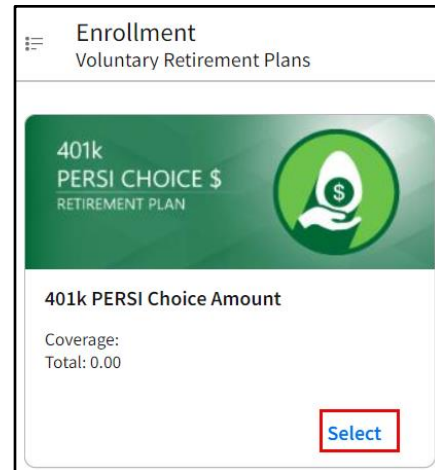 Enrollment
Voluntary Retirement Plans
401k
PERSI CHOICE $
RETIREMENT PLAN
$
401k PERSI Choice Amount
Coverage:
Total: 0.00
Select